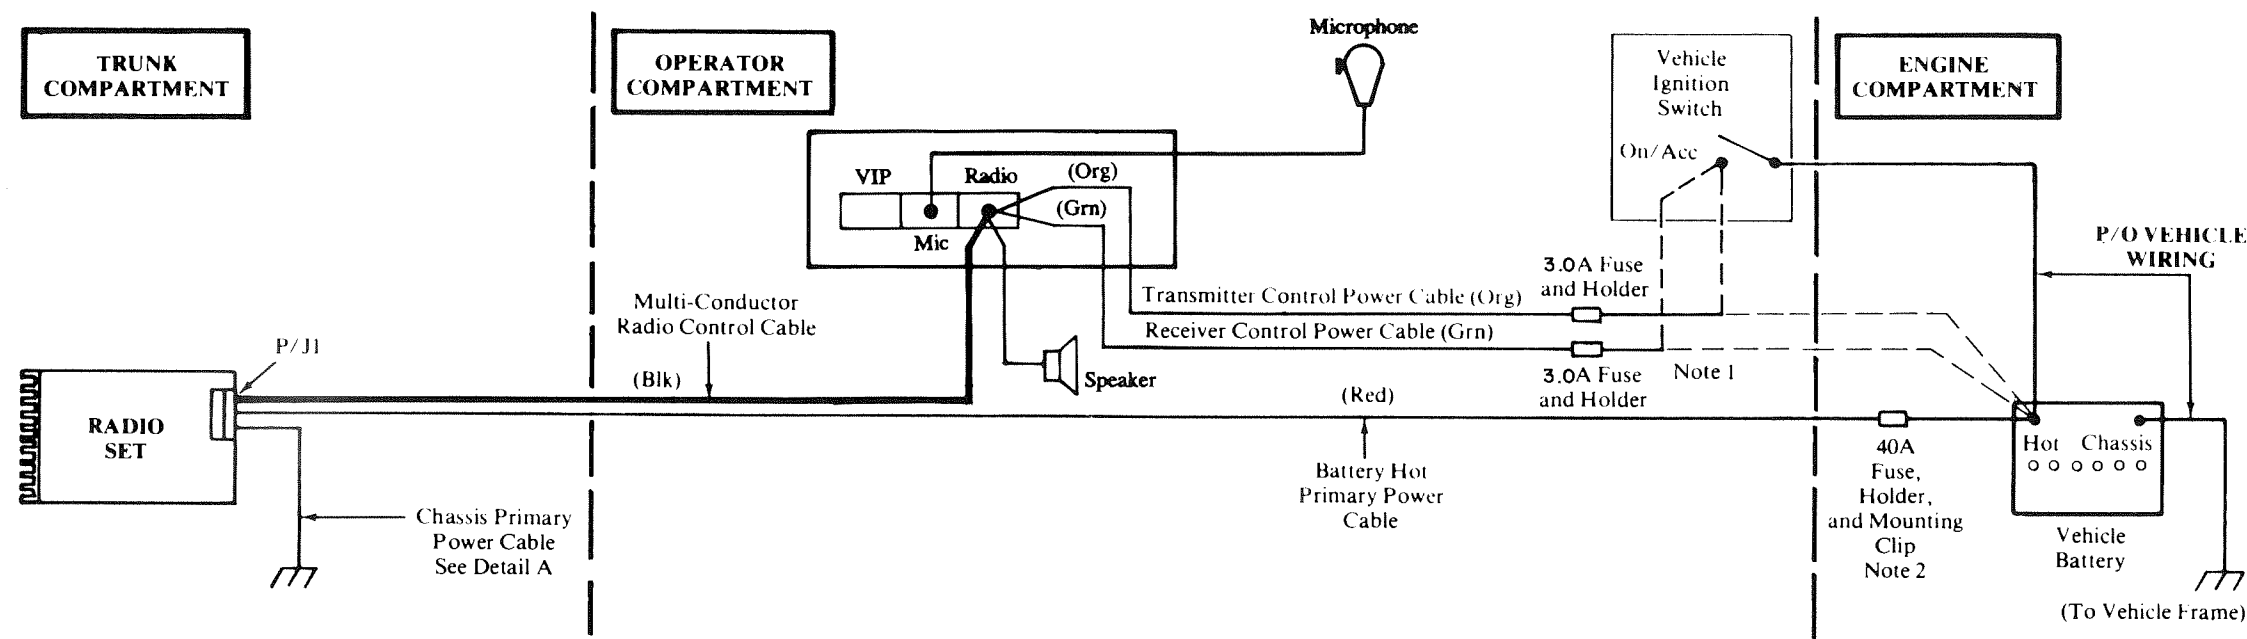 TRUNK
COMPARTMENT
OPERATOR
COMPARTMENT
Microphone
Vehicle
Ignition
Switch
On/Acc
ENGINE
COMPARTMENT
VIP
Radio
(Org)
(Grn)
Mic
P/O VEHICLE
WIRING
3.0A Fuse
and Holder
Transmitter Control Power Cable (Org)
Receiver Control Power Cable (Grn)
Multi-Conductor
Radio Control Cable
P/J1
(Blk)
Speaker
3.0A Fuse
and Holder
Note 1
(Red)
RADIO
SET
Hot Chassis
40A
Fuse,
Holder,
and Mounting
Clip
Note 2
Battery Hot
Primary Power
Cable
Chassis Primary
Power Cable
See Detail A
Vehicle
Battery
(To Vehicle Frame)